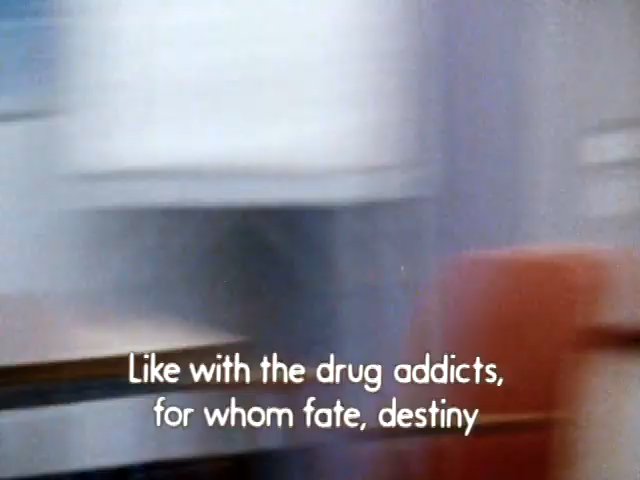 Like with the drug addicts,
for whom fate, destiny